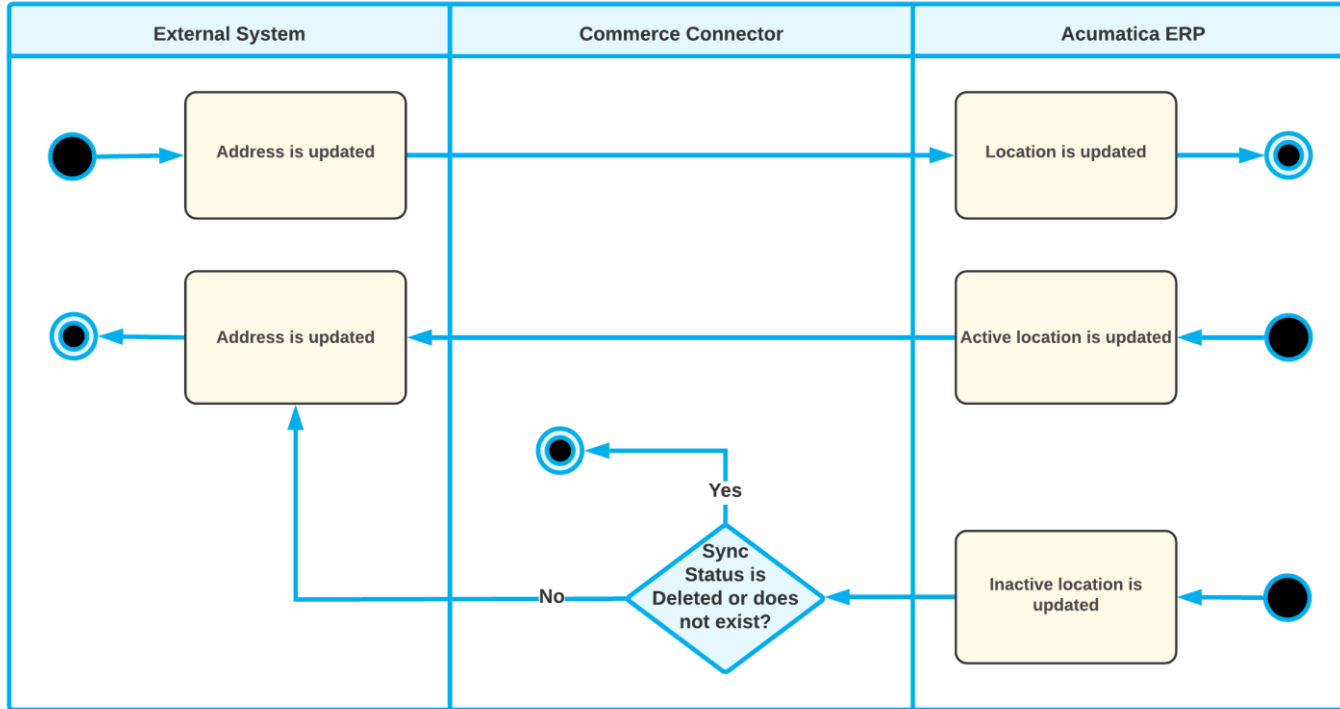 External System
Commerce Connector
Acumatica ERP
Address is updated
Location is updated
Address is updated
Active location is updated
Yes
Sync
Status is
Deleted or does
not exist?
No
Inactive location is
updated